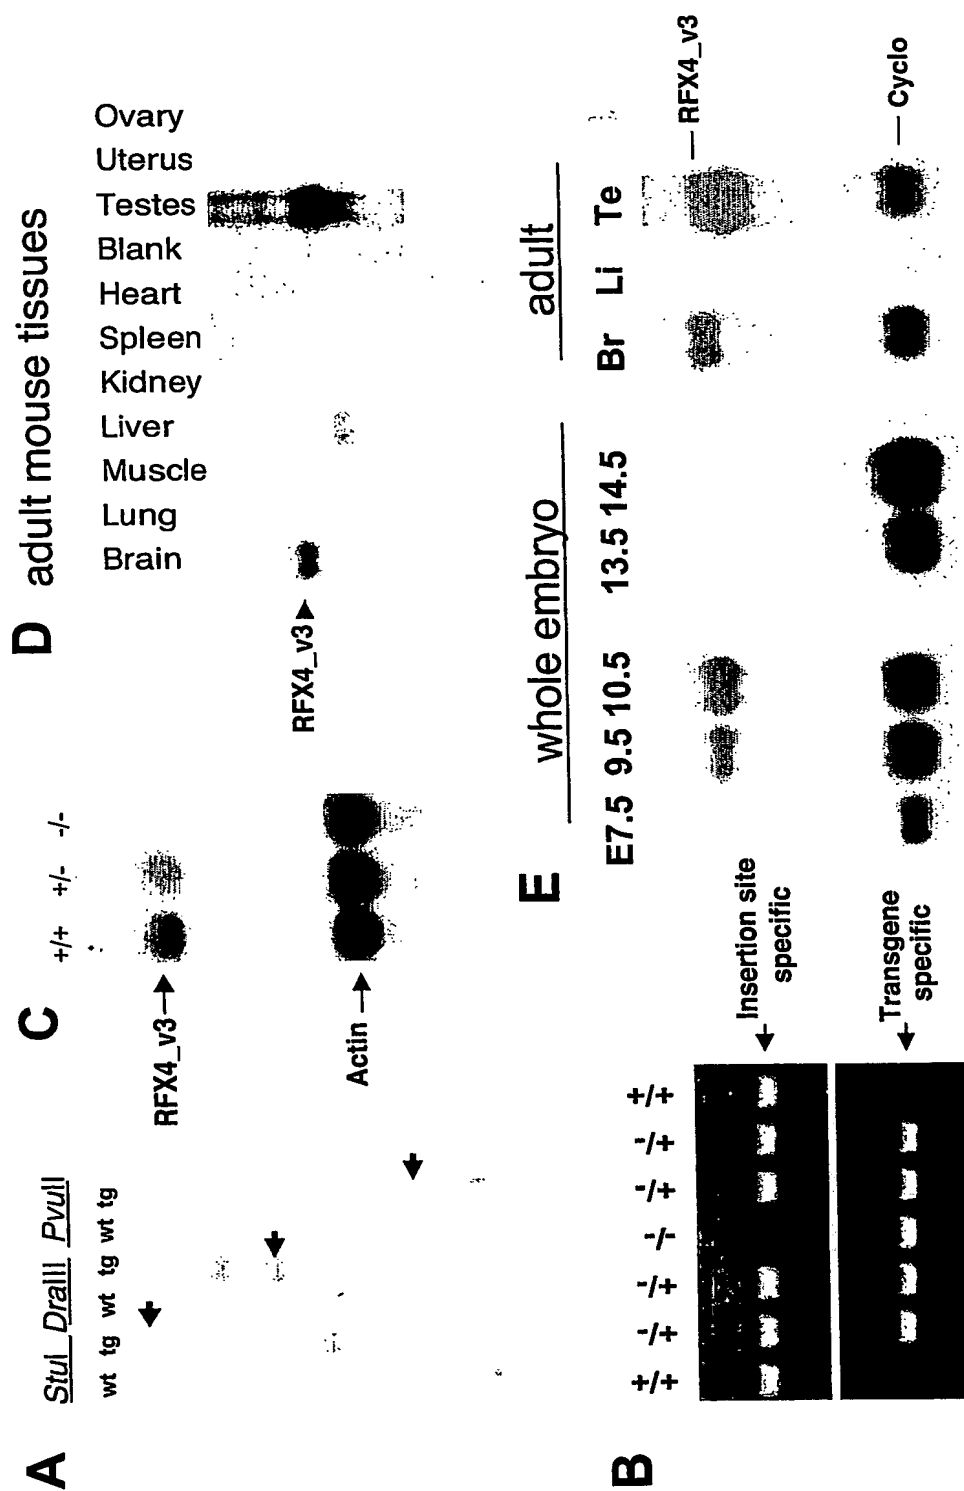 A
StuI DraIII PvuII
wt tg wt tg wt tg
B
+/+ -/+ -/+ -/- -/+ -/+ +/+
Insertion site
specific
Transgene
specific
C
+/+ +/- -/-
RFX4_v3
Actin
D adult mouse tissues
Brain
Lung
Muscle
Liver
Kidney
Spleen
Heart
Blank
Testes
Uterus
Ovary
RFX4_v3
E
whole embryo adult
E7.5 9.5 10.5 13.5 14.5 Br Li Te
RFX4_v3
Cyclo